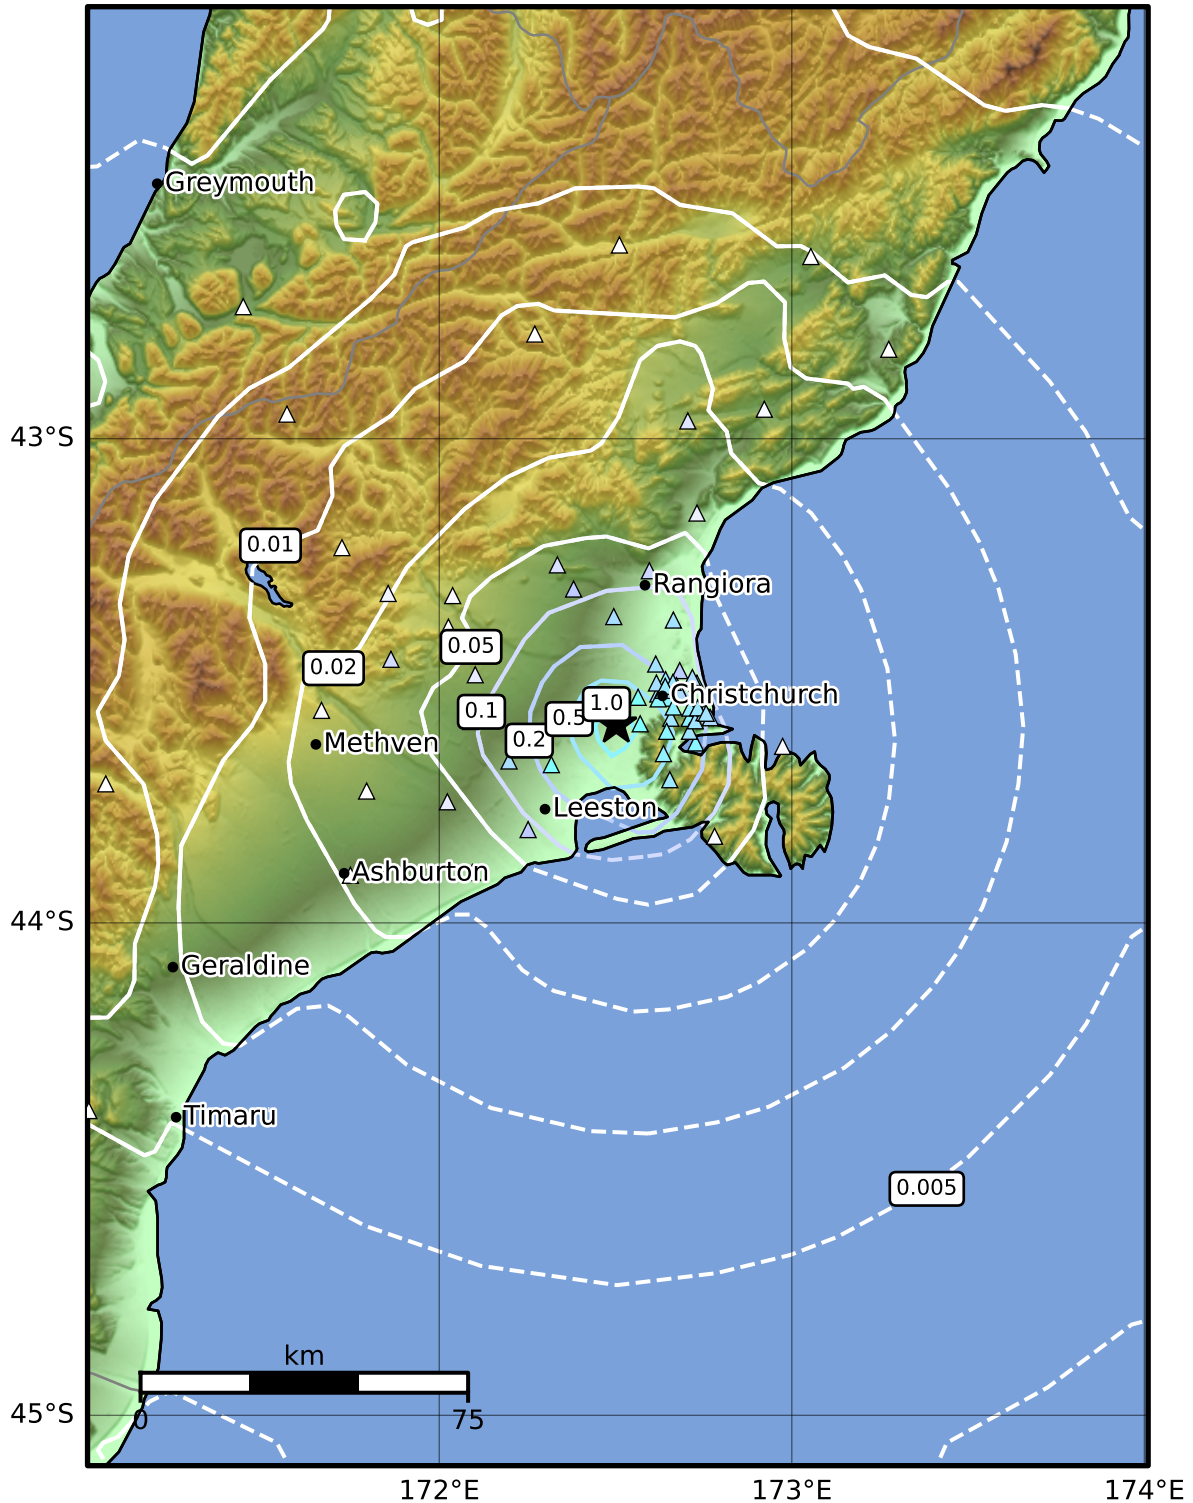 Greymouth
43°S
0.01
Rangiora
0.05
0.02
Christchurch
1.0
0.1
0.5
0.2
Methven
Leeston
Ashburton
44°S
Geraldine
Timaru
0.005
km
0
75
45°S
172°E
173°E
174°E